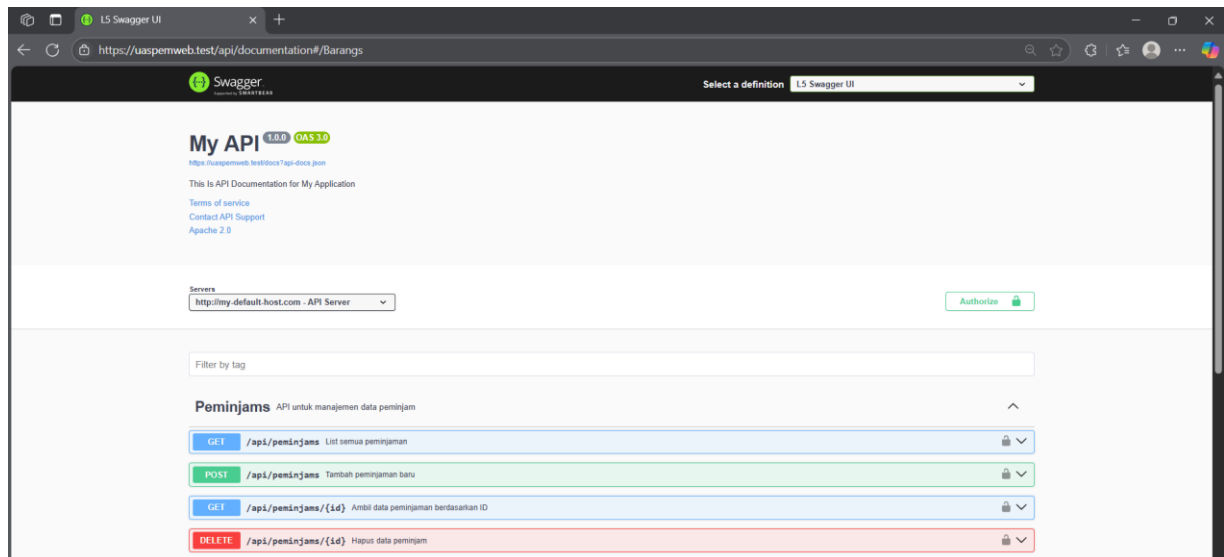 L5 Swagger UI
https://uaspemweb.test/api/documentation#/Barangs
Swagger
Supported by SMARTBEAR
Select a definition L5 Swagger UI
My API 1.0.0 OAS 3.0
https://uaspemweb.test/docs?api-docs.json
This Is API Documentation for My Application
Terms of service
Contact API Support
Apache 2.0
Servers
http://my-default-host.com - API Server
Authorize
Filter by tag
Peminjams API untuk manajemen data peminjam
GET /api/peminjams List semua peminjaman
POST /api/peminjams Tambah peminjaman baru
GET /api/peminjams/{id} Ambil data peminjaman berdasarkan ID
DELETE /api/peminjams/{id} Hapus data peminjam